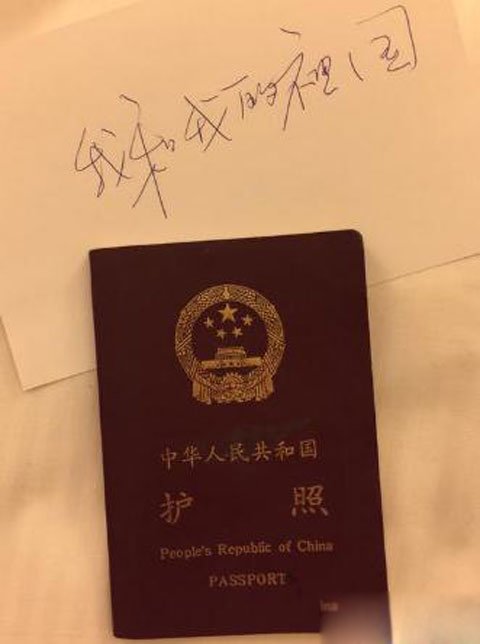 我和我的祖国
中华人民共和国
护照
People's Republic of China
PASSPORT
ina